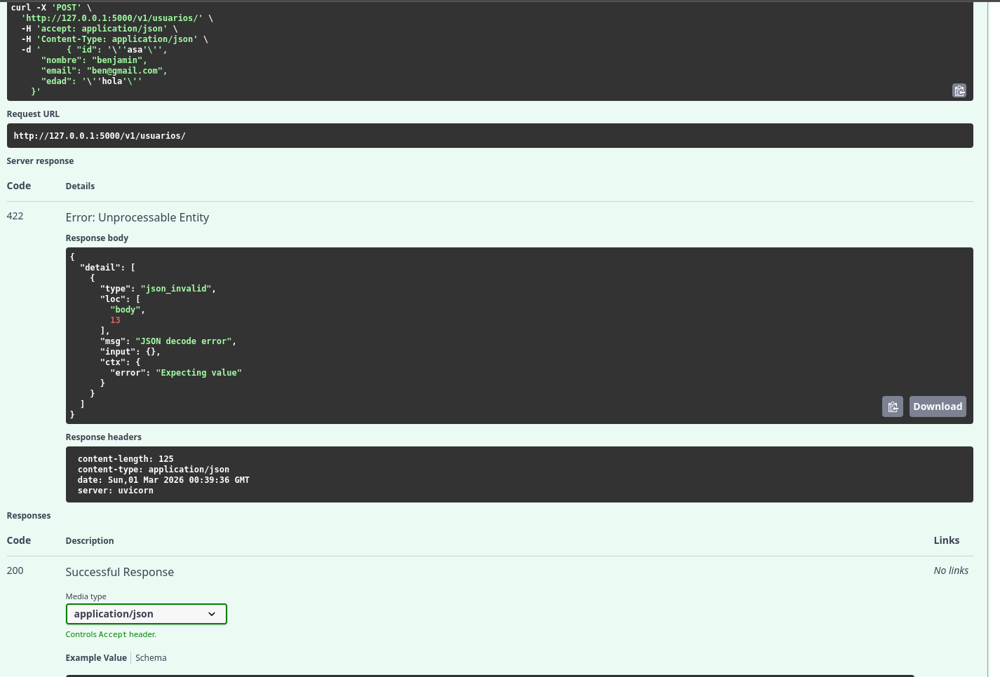 curl -X 'POST' \
  'http://127.0.0.1:5000/v1/usuarios/' \
  -H 'accept: application/json' \
  -H 'Content-Type: application/json' \
  -d '     { "id": '\''asa'\'',
      "nombre": "benjamin",
      "email": "ben@gmail.com",
      "edad": '\''hola'\''
    }'
Request URL
http://127.0.0.1:5000/v1/usuarios/
Server response
Code Details
422 Error: Unprocessable Entity
Response body
{
  "detail": [
    {
      "type": "json_invalid",
      "loc": [
        "body",
        13
      ],
      "msg": "JSON decode error",
      "input": {},
      "ctx": {
        "error": "Expecting value"
      }
    }
  ]
}
Download
Response headers
content-length: 125
content-type: application/json
date: Sun,01 Mar 2026 00:39:36 GMT
server: uvicorn
Responses
Code Description Links
200 Successful Response No links
Media type
application/json
Controls Accept header.
Example Value Schema